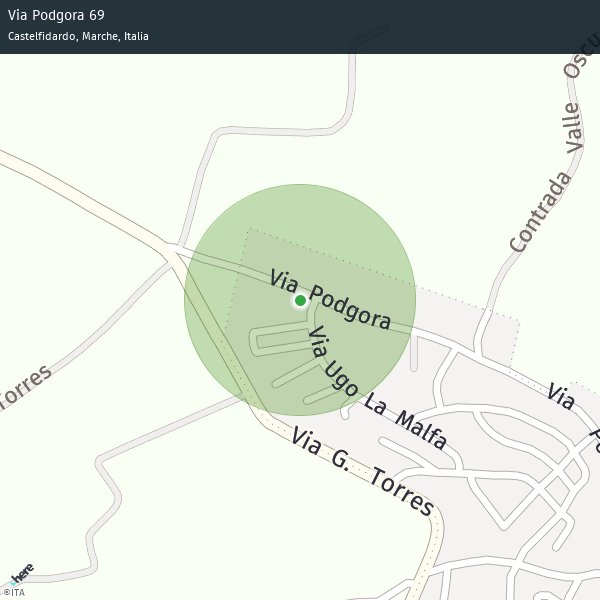 Via Podgora 69
Castelfidardo, Marche, Italia
Contrada Valle Oscu
Via Podgora
Via Ugo La Malfa
Torres
Via
Via G. Torres
here
©ITA